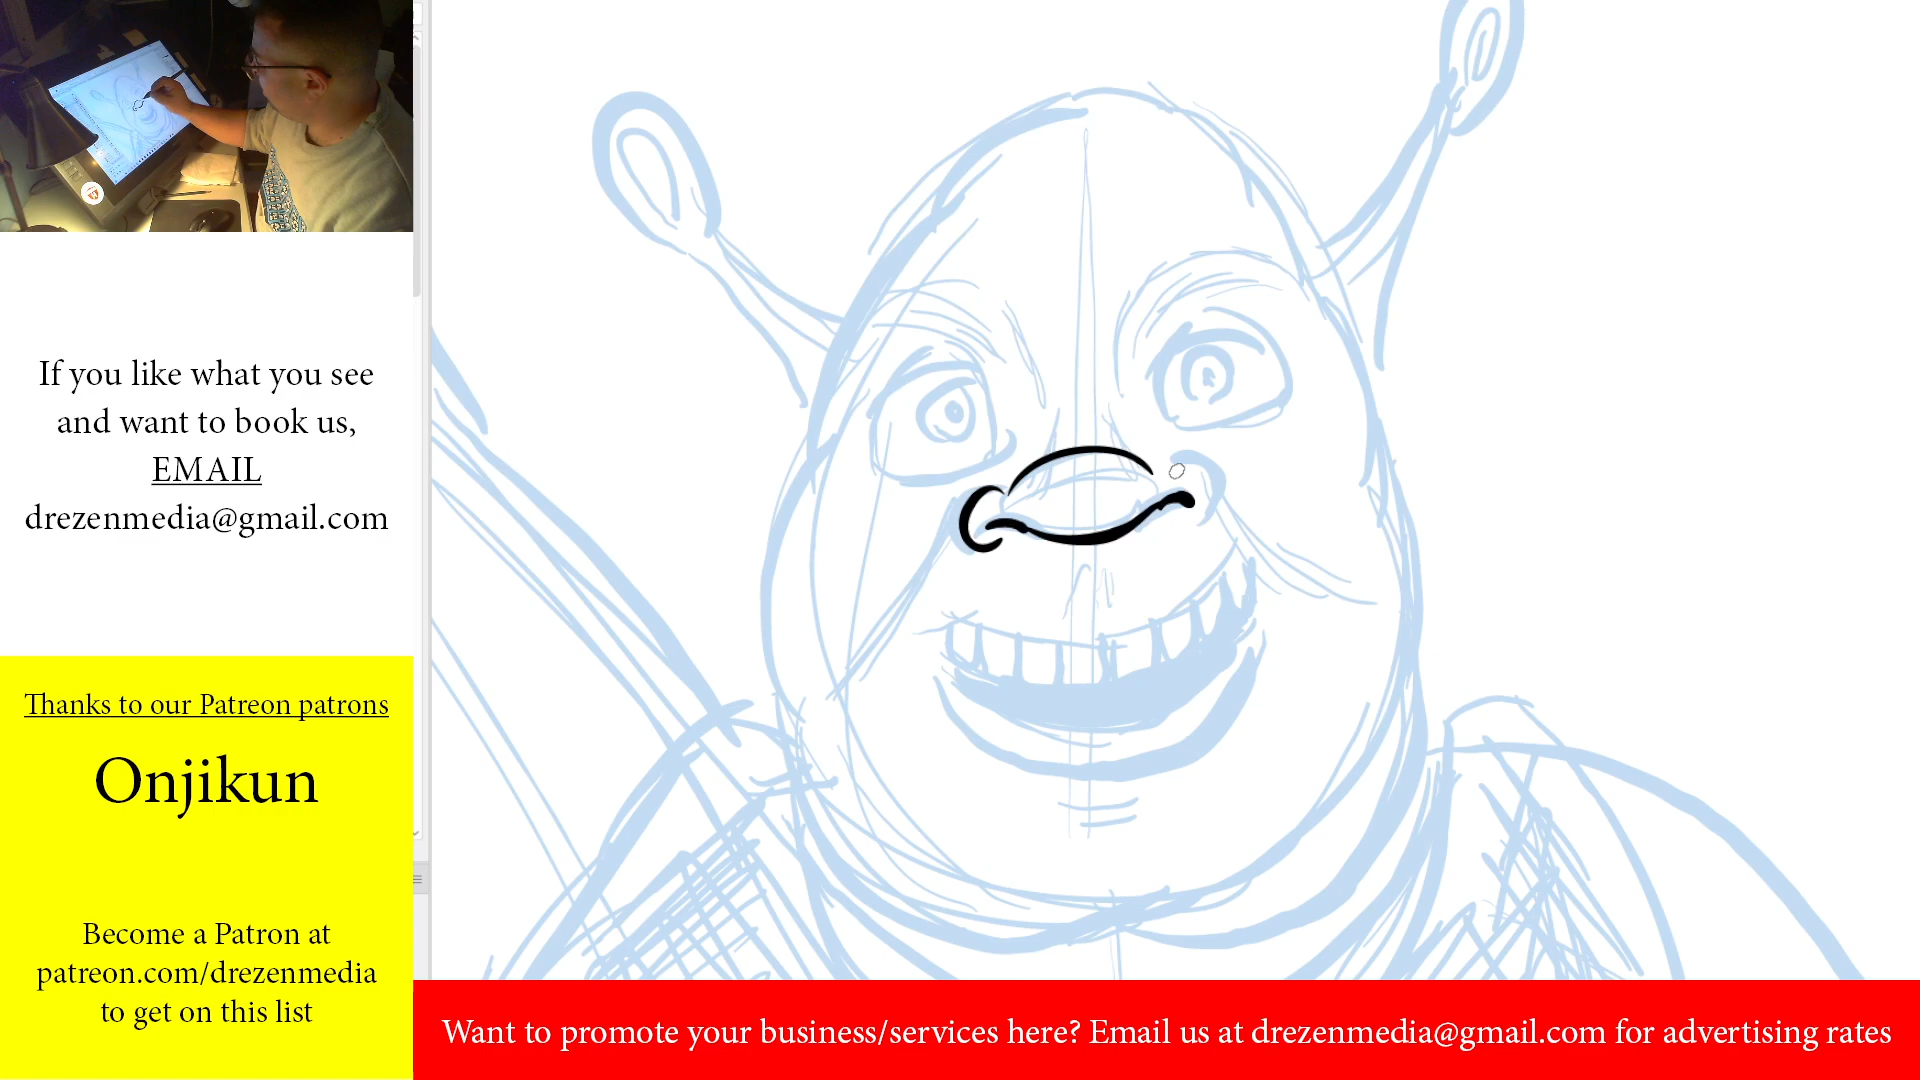 If you like what you see
and want to book us,
EMAIL
drezenmedia@gmail.com
Thanks to our Patreon patrons
Onjikun
Become a Patron at
patreon.com/drezenmedia
to get on this list
Want to promote your business/services here? Email us at drezenmedia@gmail.com for advertising rates